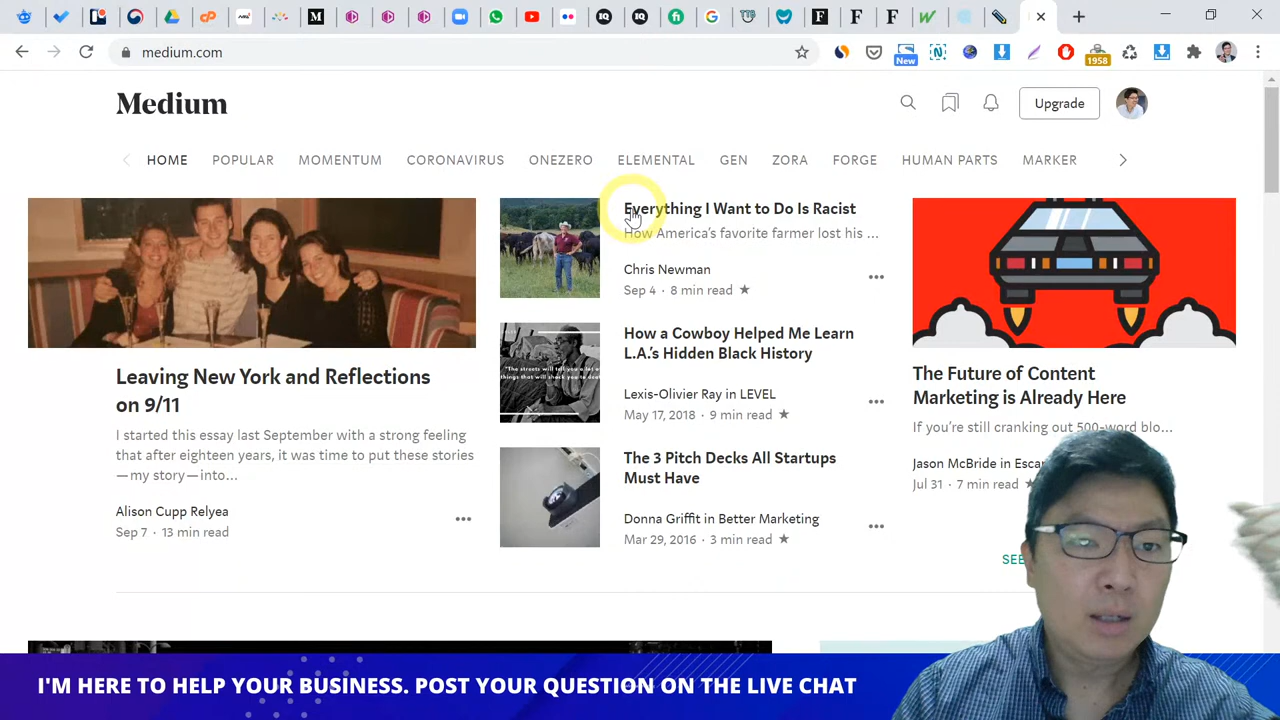 medium.com
New
1958
Medium
Upgrade
HOME POPULAR MOMENTUM CORONAVIRUS ONEZERO ELEMENTAL GEN ZORA FORGE HUMAN PARTS MARKER
Leaving New York and Reflections
on 9/11
I started this essay last September with a strong feeling
that after eighteen years, it was time to put these stories
—my story—into...
Alison Cupp Relyea
Sep 7 · 13 min read
Everything I Want to Do Is Racist
How America's favorite farmer lost his ...
Chris Newman
Sep 4 · 8 min read
How a Cowboy Helped Me Learn
L.A.'s Hidden Black History
Lexis-Olivier Ray in LEVEL
May 17, 2018 · 9 min read
The 3 Pitch Decks All Startups
Must Have
Donna Griffit in Better Marketing
Mar 29, 2016 · 3 min read
The Future of Content
Marketing is Already Here
If you're still cranking out 500-word blo...
Jason McBride in
Jul 31 · 7 min read
I'M HERE TO HELP YOUR BUSINESS. POST YOUR QUESTION ON THE LIVE CHAT